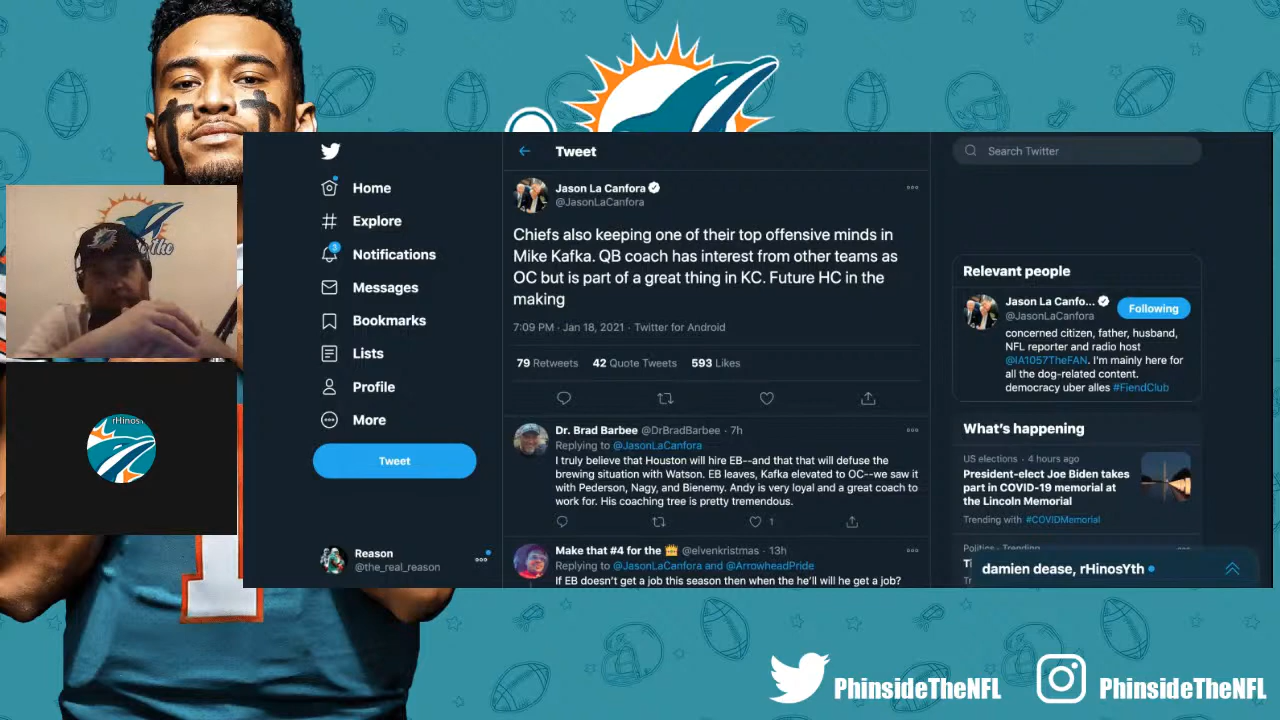 Home
Explore
3
Notifications
Messages
Bookmarks
Lists
Profile
More
Tweet
Reason
@the_real_reason
Tweet
Jason La Canfora
@JasonLaCanfora
Chiefs also keeping one of their top offensive minds in
Mike Kafka. QB coach has interest from other teams as
OC but is part of a great thing in KC. Future HC in the
making
7:09 PM · Jan 18, 2021 · Twitter for Android
79 Retweets 42 Quote Tweets 593 Likes
Dr. Brad Barbee @DrBradBarbee · 7h
Replying to @JasonLaCanfora
I truly believe that Houston will hire EB--and that that will defuse the
brewing situation with Watson. EB leaves, Kafka elevated to OC--we saw it
with Pederson, Nagy, and Bienemy. Andy is very loyal and a great coach to
work for. His coaching tree is pretty tremendous.
1
Make that #4 for the 👑 @elvenkristmas · 13h
Replying to @JasonLaCanfora and @ArrowheadPride
If EB doesn't get a job this season then when the he'll will he get a job?
Search Twitter
Relevant people
Jason La Canfo...
@JasonLaCanfora
Following
concerned citizen, father, husband,
NFL reporter and radio host
@IA1057TheFAN. I'm mainly here for
all the dog-related content.
democracy uber alles #FiendClub
What's happening
US elections · 4 hours ago
President-elect Joe Biden takes
part in COVID-19 memorial at
the Lincoln Memorial
Trending with #COVIDMemorial
Politics · Trending
damien dease, rHinosYth
rHinosY
the
1
PhinsideTheNFL
PhinsideTheNFL